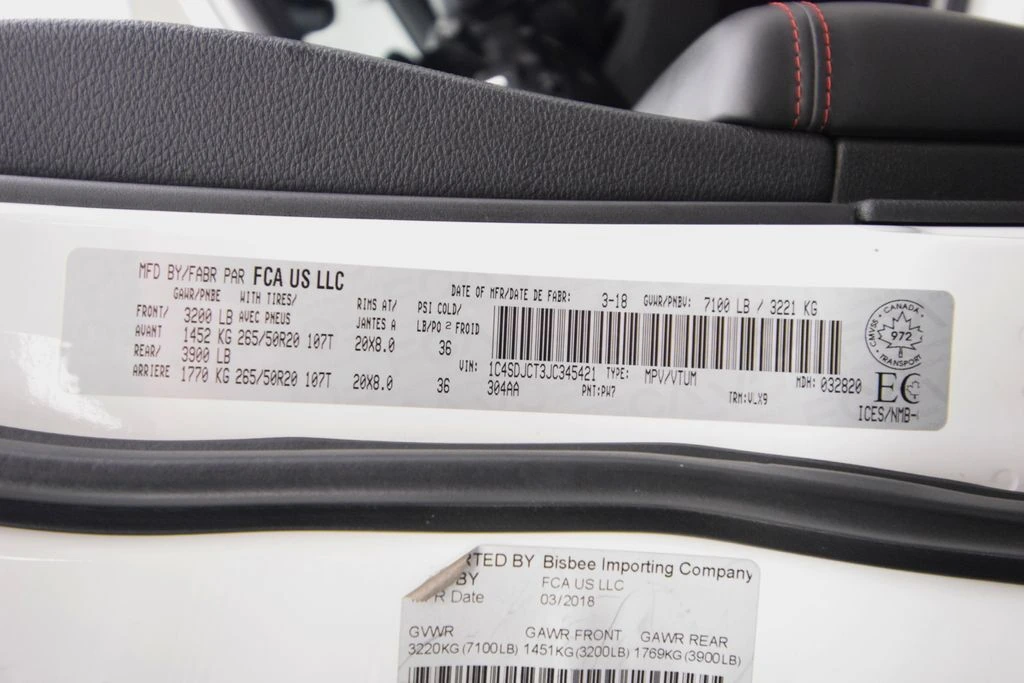 MFD BY/FABR PAR FCA US LLC
DATE OF MFR/DATE DE FABR: 3-18 GVWR/PNBV: 7100 LB / 3221 KG
GAWR/PNBE WITH TIRES/ RIMS AT/ PSI COLD/
FRONT/ 3200 LB AVEC PNEUS JANTES A LB/PO 2 FROID
AVANT 1452 KG 265/50R20 107T 20X8.0 36
REAR/ 3900 LB
ARRIERE 1770 KG 265/50R20 107T 20X8.0 36
VIN: 1C4SDJCT3JC345421 TYPE: MPV/VTUM MDH: 032820
304AA PNT:PW7 TRM:VLX9
CANADA
CMVSS 972
TRANSPORT
EC
ICES/NMB-
RTED BY Bisbee Importing Company
BY FCA US LLC
R Date 03/2018
GVWR GAWR FRONT GAWR REAR
3220KG(7100LB) 1451KG(3200LB) 1769KG(3900LB)